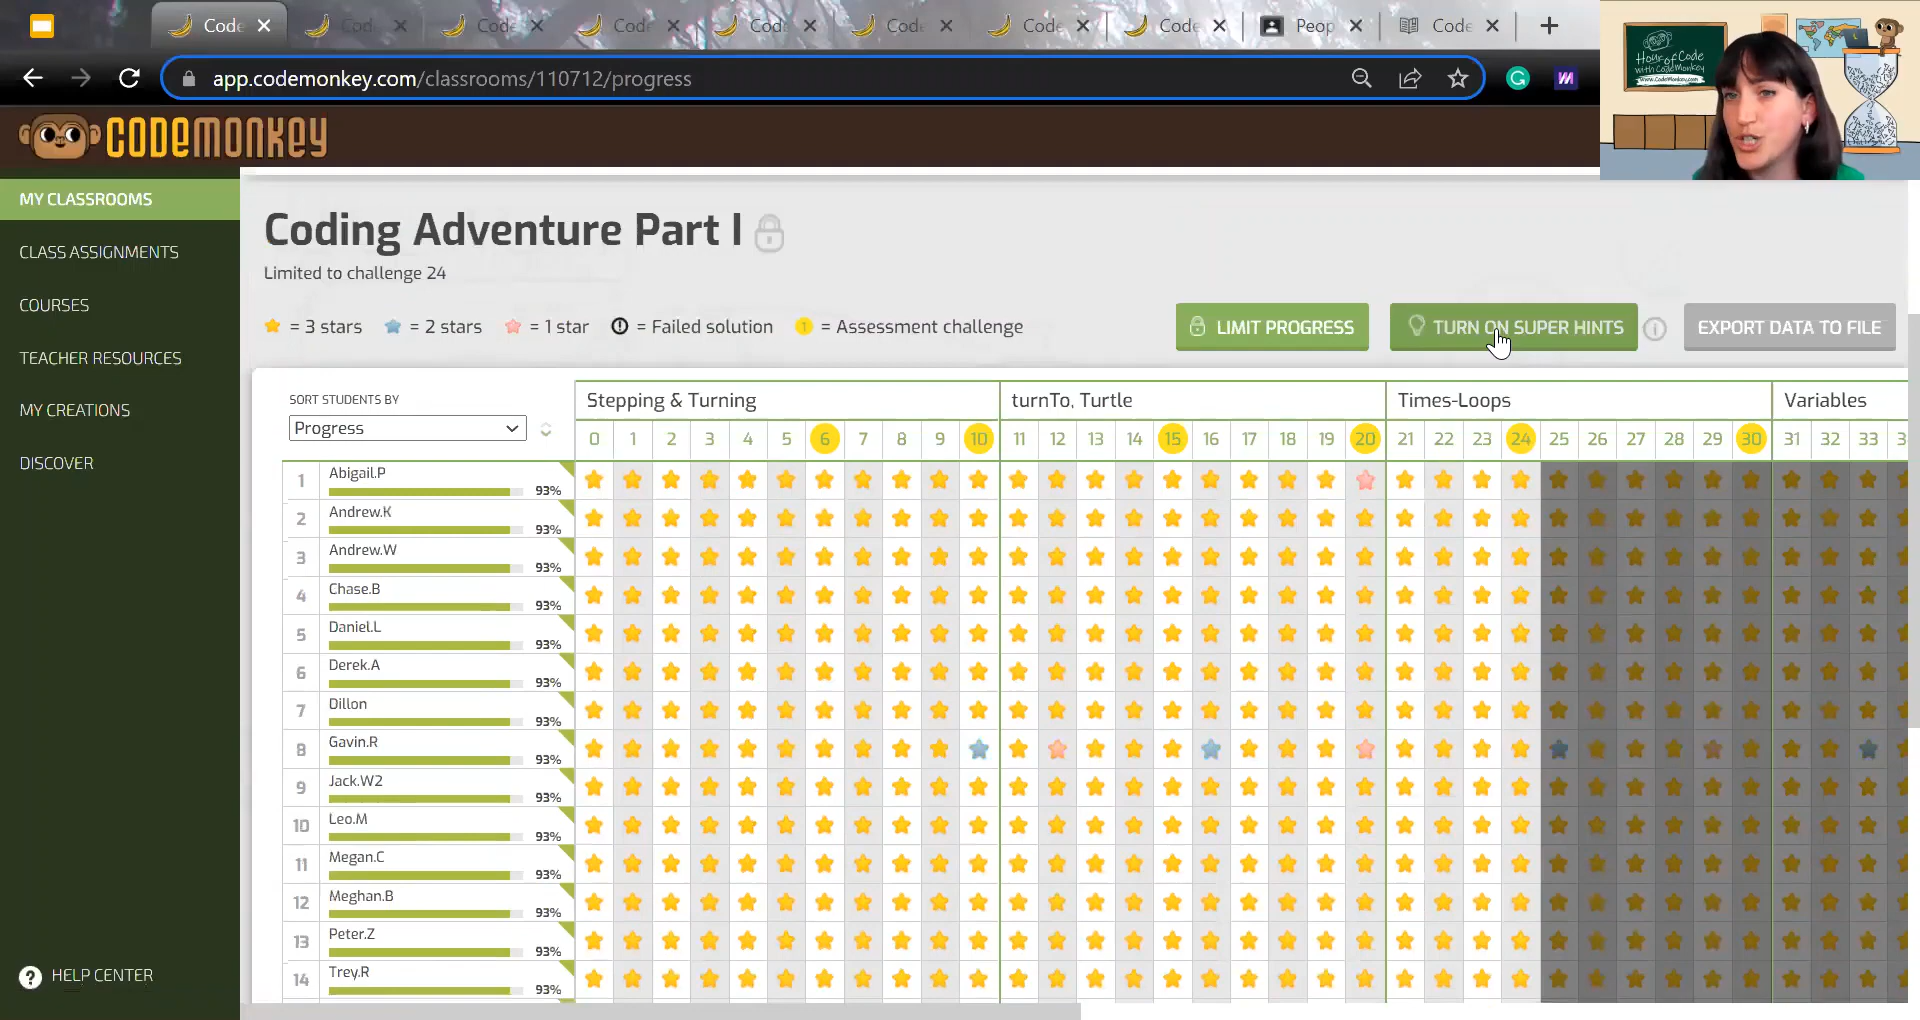 Code
Code
Code
Code
Code
Code
Code
Code
Peop
Code
app.codemonkey.com/classrooms/110712/progress
Hour of Code
with CodeMonkey
www.CodeMonkey.com
CODEMONKEY
MY CLASSROOMS
CLASS ASSIGNMENTS
COURSES
TEACHER RESOURCES
MY CREATIONS
DISCOVER
HELP CENTER
Coding Adventure Part I
Limited to challenge 24
= 3 stars = 2 stars = 1 star = Failed solution 1 = Assessment challenge
LIMIT PROGRESS
TURN ON SUPER HINTS
EXPORT DATA TO FILE
SORT STUDENTS BY
Progress
Stepping & Turning turnTo, Turtle Times-Loops Variables
0 1 2 3 4 5 6 7 8 9 10 11 12 13 14 15 16 17 18 19 20 21 22 23 24 25 26 27 28 29 30 31 32 33
1 Abigail.P 93%
2 Andrew.K 93%
3 Andrew.W 93%
4 Chase.B 93%
5 Daniel.L 93%
6 Derek.A 93%
7 Dillon 93%
8 Gavin.R 93%
9 Jack.W2 93%
10 Leo.M 93%
11 Megan.C 93%
12 Meghan.B 93%
13 Peter.Z 93%
14 Trey.R 93%